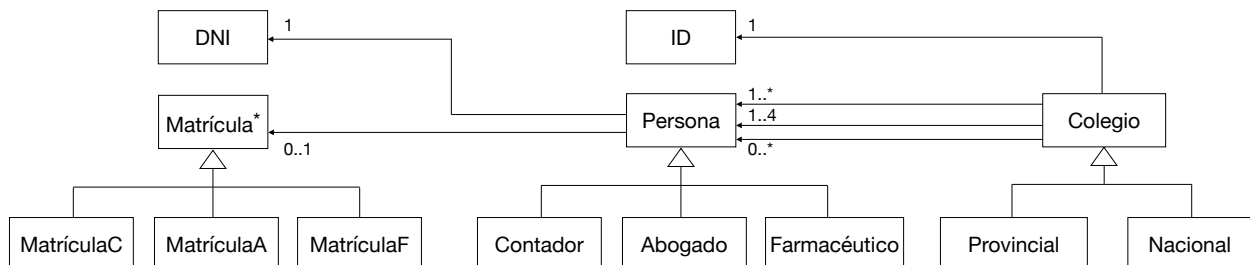 DNI
1
ID
1
Matrícula*
0..1
Persona
1..*
1..4
0..*
Colegio
MatrículaC
MatrículaA
MatrículaF
Contador
Abogado
Farmacéutico
Provincial
Nacional